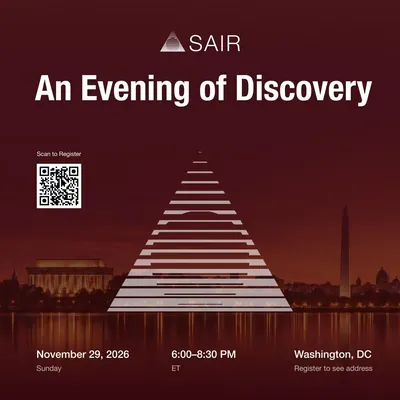 SAIR
An Evening of Discovery
Scan to Register
November 29, 2026
Sunday
6:00–8:30 PM
ET
Washington, DC
Register to see address